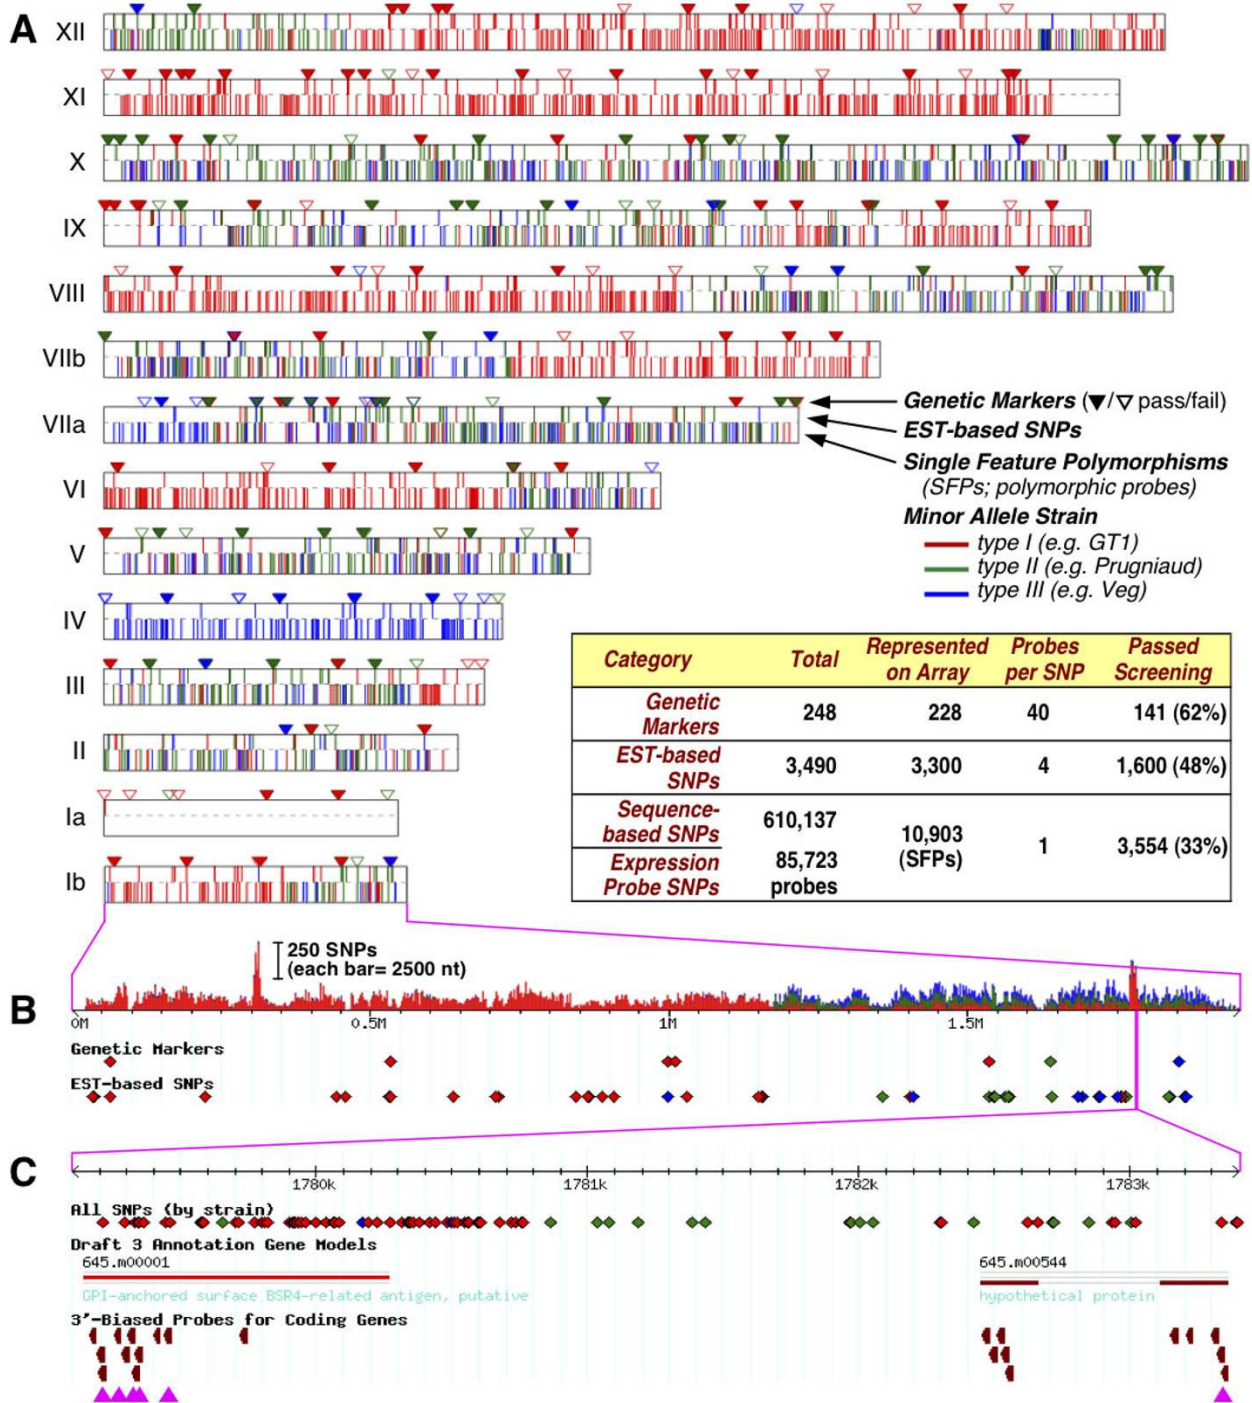 A
XII
XI
X
IX
VIII
VIIb
VIIa
Genetic Markers (▼/▽ pass/fail)
EST-based SNPs
Single Feature Polymorphisms
(SFPs; polymorphic probes)
Minor Allele Strain
type I (e.g. GT1)
type II (e.g. Prugniaud)
type III (e.g. Veg)
VI
V
IV
III
II
Ia
Ib
Category Total Represented on Array Probes per SNP Passed Screening
Genetic Markers 248 228 40 141 (62%)
EST-based SNPs 3,490 3,300 4 1,600 (48%)
Sequence-based SNPs 610,137 10,903 (SFPs) 1 3,554 (33%)
Expression Probe SNPs 85,723 probes
250 SNPs
(each bar= 2500 nt)
B
0M 0.5M 1M 1.5M
Genetic Markers
EST-based SNPs
C
1780k 1781k 1782k 1783k
All SNPs (by strain)
Draft 3 Annotation Gene Models
645.m00001 645.m00544
GPI-anchored surface BSR4-related antigen, putative hypothetical protein
3'-Biased Probes for Coding Genes